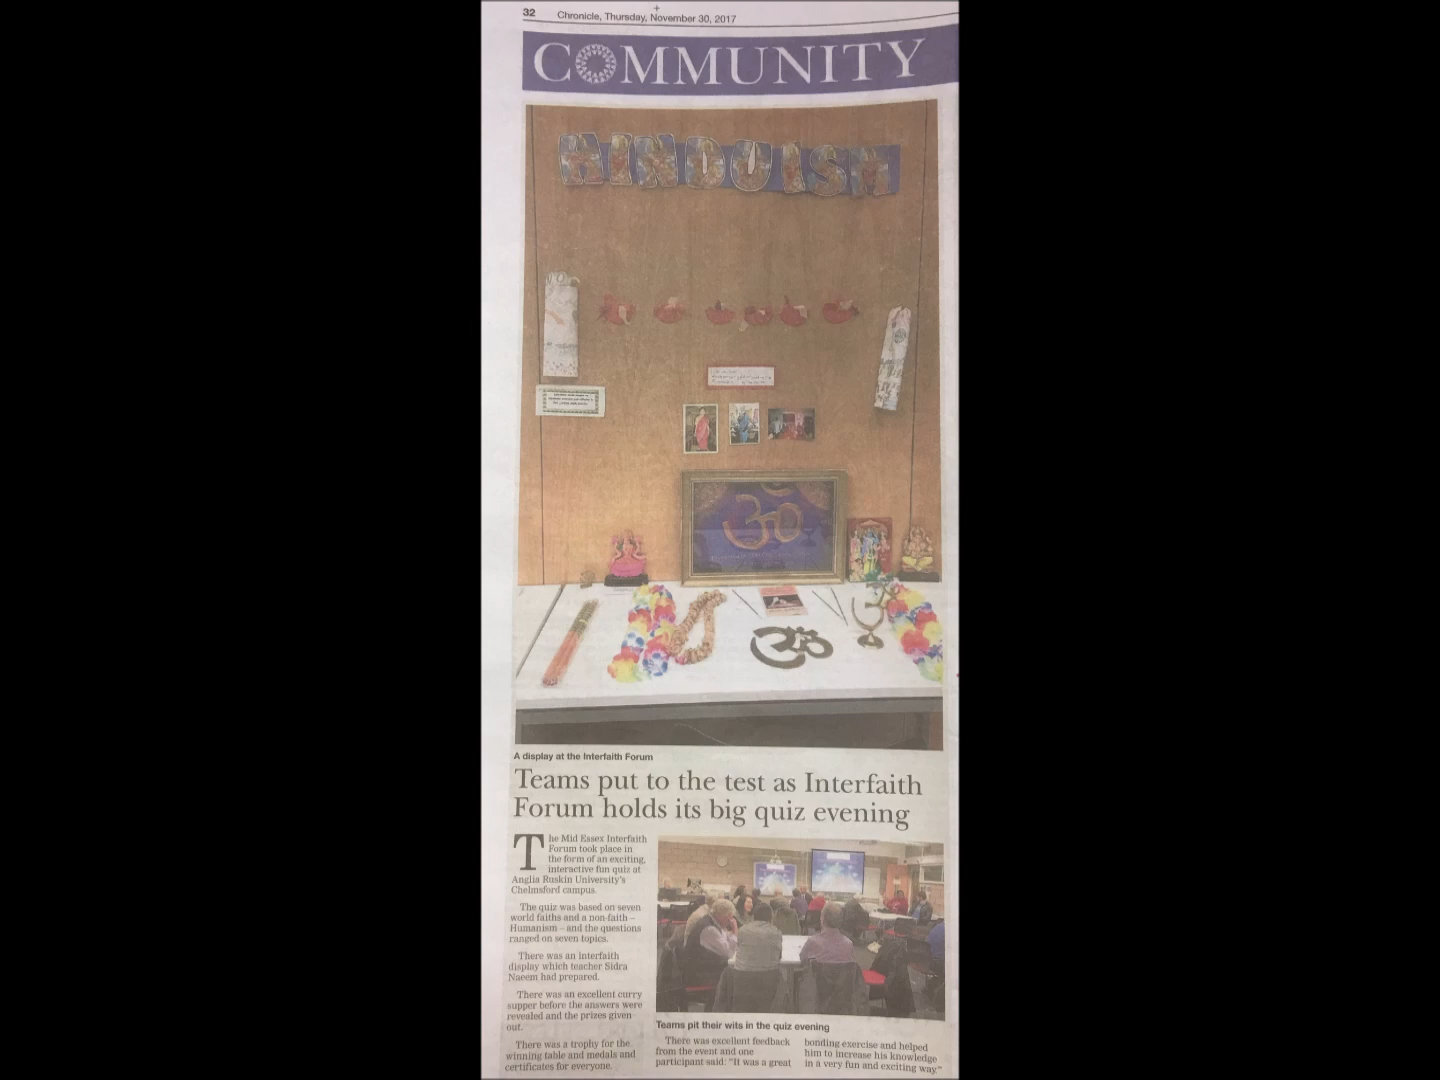 32 Chronicle, Thursday, November 30, 2017
COMMUNITY
HINDUISM
A display at the Interfaith Forum
Teams put to the test as Interfaith
Forum holds its big quiz evening
The Mid Essex Interfaith
Forum took place in
the form of an exciting,
interactive fun quiz at
Anglia Ruskin University's
Chelmsford campus.
The quiz was based on seven
world faiths and a non-faith –
Humanism – and the questions
ranged on seven topics.
There was an interfaith
display which teacher Sidra
Naeem had prepared.
There was an excellent curry
supper before the answers were
revealed and the prizes given
out.
There was a trophy for the
winning table and medals and
certificates for everyone.
Teams pit their wits in the quiz evening
There was excellent feedback
from the event and one
participant said: "It was a great
bonding exercise and helped
him to increase his knowledge
in a very fun and exciting way."